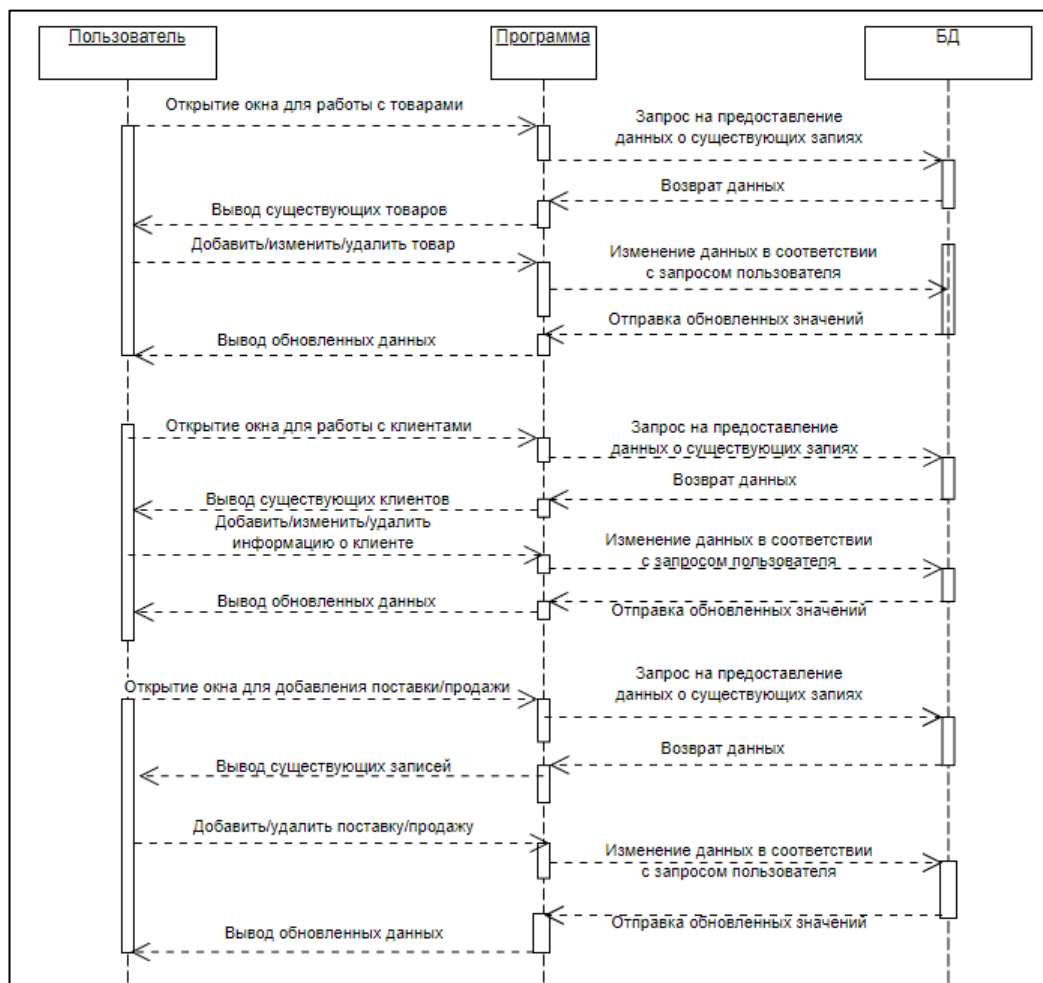 Пользователь
Программа
БД
Открытие окна для работы с товарами
Запрос на предоставление
данных о существующих запиях
Возврат данных
Вывод существующих товаров
Добавить/изменить/удалить товар
Изменение данных в соответствии
с запросом пользователя
Отправка обновленных значений
Вывод обновленных данных
Открытие окна для работы с клиентами
Запрос на предоставление
данных о существующих запиях
Возврат данных
Вывод существующих клиентов
Добавить/изменить/удалить
информацию о клиенте
Изменение данных в соответствии
с запросом пользователя
Вывод обновленных данных
Отправка обновленных значений
Открытие окна для добавления поставки/продажи
Запрос на предоставление
данных о существующих запиях
Возврат данных
Вывод существующих записей
Добавить/удалить поставку/продажу
Изменение данных в соответствии
с запросом пользователя
Отправка обновленных значений
Вывод обновленных данных